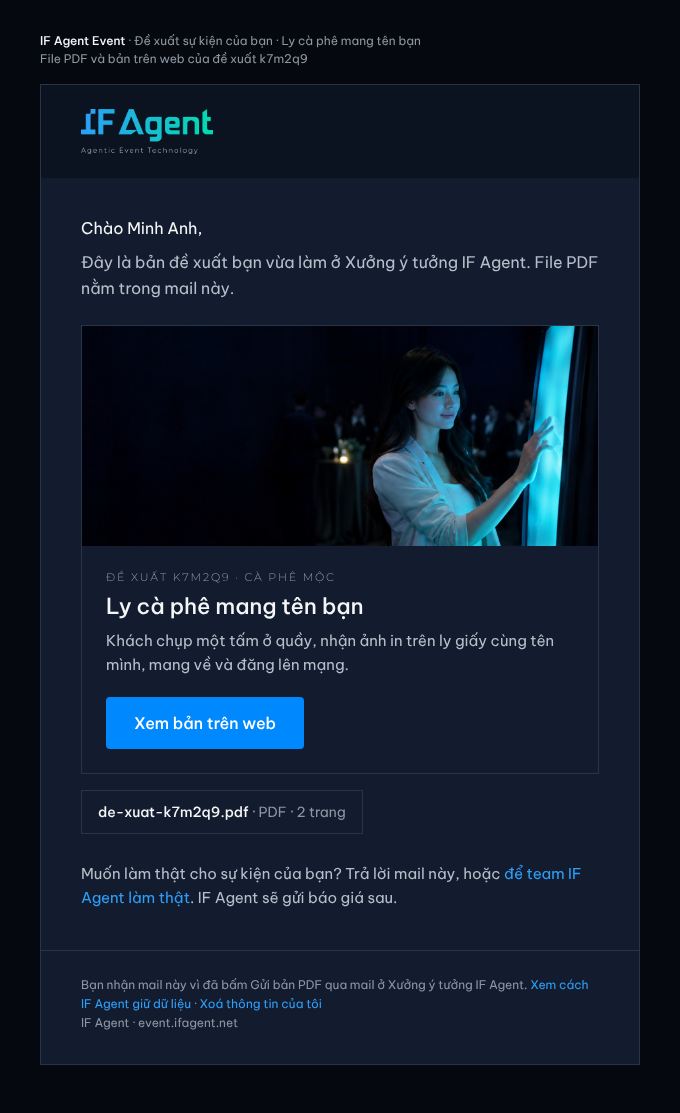 IF Agent Event · Đề xuất sự kiện của bạn · Ly cà phê mang tên bạn
File PDF và bản trên web của đề xuất k7m2q9
IF Agent
Agentic Event Technology
Chào Minh Anh,
Đây là bản đề xuất bạn vừa làm ở Xưởng ý tưởng IF Agent. File PDF
nằm trong mail này.
ĐỀ XUẤT K7M2Q9 · CÀ PHÊ MỘC
Ly cà phê mang tên bạn
Khách chụp một tấm ở quầy, nhận ảnh in trên ly giấy cùng tên
mình, mang về và đăng lên mạng.
Xem bản trên web
de-xuat-k7m2q9.pdf · PDF · 2 trang
Muốn làm thật cho sự kiện của bạn? Trả lời mail này, hoặc để team IF
Agent làm thật. IF Agent sẽ gửi báo giá sau.
Bạn nhận mail này vì đã bấm Gửi bản PDF qua mail ở Xưởng ý tưởng IF Agent. Xem cách
IF Agent giữ dữ liệu · Xoá thông tin của tôi
IF Agent · event.ifagent.net